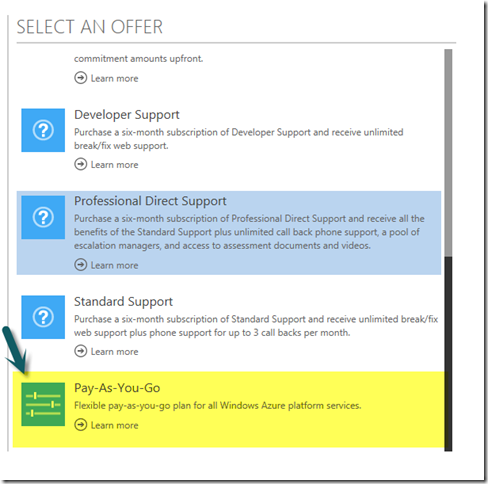 SELECT AN OFFER
commitment amounts upfront.
Learn more
Developer Support
Purchase a six-month subscription of Developer Support and receive unlimited
break/fix web support.
Learn more
Professional Direct Support
Purchase a six-month subscription of Professional Direct Support and receive all the
benefits of the Standard Support plus unlimited call back phone support, a pool of
escalation managers, and access to assessment documents and videos.
Learn more
Standard Support
Purchase a six-month subscription of Standard Support and receive unlimited break/fix
web support plus phone support for up to 3 call backs per month.
Learn more
Pay-As-You-Go
Flexible pay-as-you-go plan for all Windows Azure platform services.
Learn more